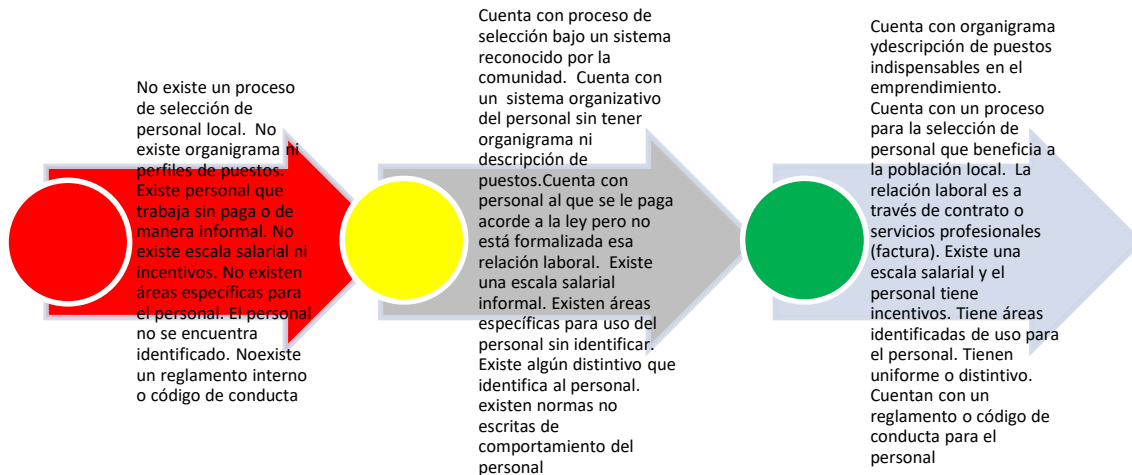 No existe un proceso
de selección de
personal local.  No
existe organigrama ni
perfiles de puestos.
Existe personal que
trabaja sin paga o de
manera informal. No
existe escala salarial ni
incentivos. No existen
áreas específicas para
el personal. El personal
no se encuentra
identificado. Noexiste
un reglamento interno
o código de conducta
Cuenta con proceso de
selección bajo un sistema
reconocido por la
comunidad.  Cuenta con
un  sistema organizativo
del personal sin tener
organigrama ni
descripción de
puestos.Cuenta con
personal al que se le paga
acorde a la ley pero no
está formalizada esa
relación laboral.  Existe
una escala salarial
informal. Existen áreas
específicas para uso del
personal sin identificar.
Existe algún distintivo que
identifica al personal.
existen normas no
escritas de
comportamiento del
personal
Cuenta con organigrama
ydescripción de puestos
indispensables en el
emprendimiento.
Cuenta con un proceso
para la selección de
personal que beneficia a
la población local.  La
relación laboral es a
través de contrato o
servicios profesionales
(factura). Existe una
escala salarial y el
personal tiene
incentivos. Tiene áreas
identificadas de uso para
el personal. Tienen
uniforme o distintivo.
Cuentan con un
reglamento o código de
conducta para el
personal